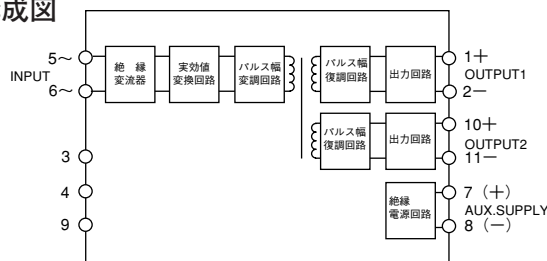 成図
5~
INPUT
6~
3
4
9
絶 縁
変流器
実効値
変換回路
パルス幅
変調回路
パルス幅
復調回路
出力回路
パルス幅
復調回路
出力回路
絶縁
電源回路
1+
OUTPUT1
2−
10+
OUTPUT2
11−
7 (+)
AUX.SUPPLY
8 (−)